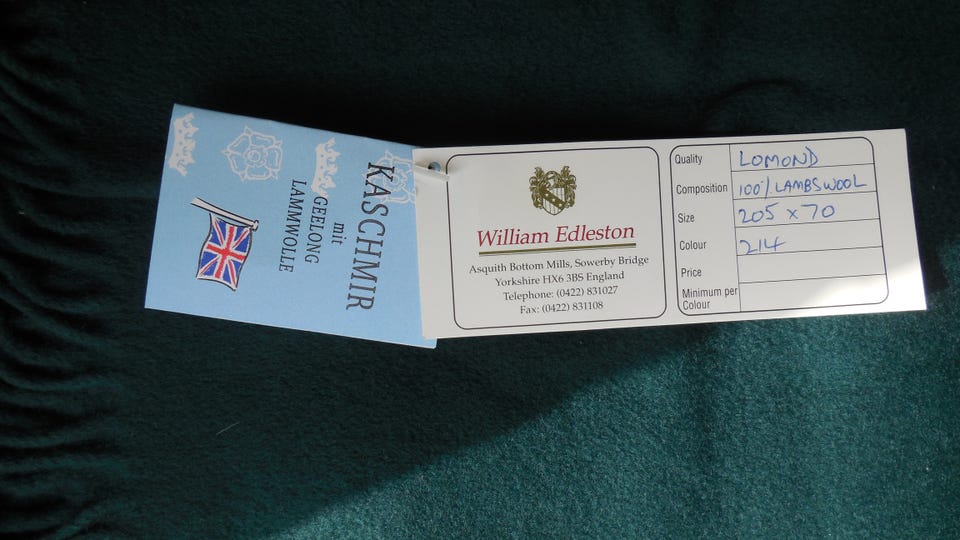 KASCHMIR
mit
GEELONG
LAMMWOLLE
William Edleston
Asquith Bottom Mills, Sowerby Bridge
Yorkshire HX6 3BS England
Telephone: (0422) 831027
Fax: (0422) 831108
Quality LOMOND
Composition 100% LAMBSWOOL
Size 205 x 70
Colour 214
Price
Minimum per
Colour